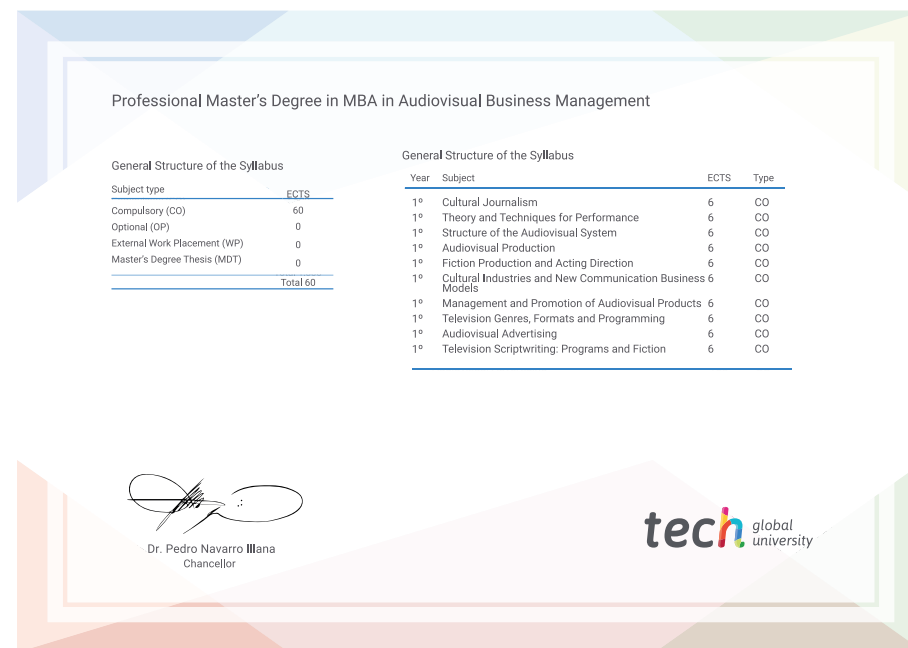 Professional Master's Degree in MBA in Audiovisual Business Management
General Structure of the Syllabus
Subject type ECTS
Compulsory (CO) 60
Optional (OP) 0
External Work Placement (WP) 0
Master's Degree Thesis (MDT) 0
Total 60
General Structure of the Syllabus
Year Subject ECTS Type
1º Cultural Journalism 6 CO
1º Theory and Techniques for Performance 6 CO
1º Structure of the Audiovisual System 6 CO
1º Audiovisual Production 6 CO
1º Fiction Production and Acting Direction 6 CO
1º Cultural Industries and New Communication Business 6 CO
Models
1º Management and Promotion of Audiovisual Products 6 CO
1º Television Genres, Formats and Programming 6 CO
1º Audiovisual Advertising 6 CO
1º Television Scriptwriting: Programs and Fiction 6 CO
Dr. Pedro Navarro Illana
Chancellor
tech global
university